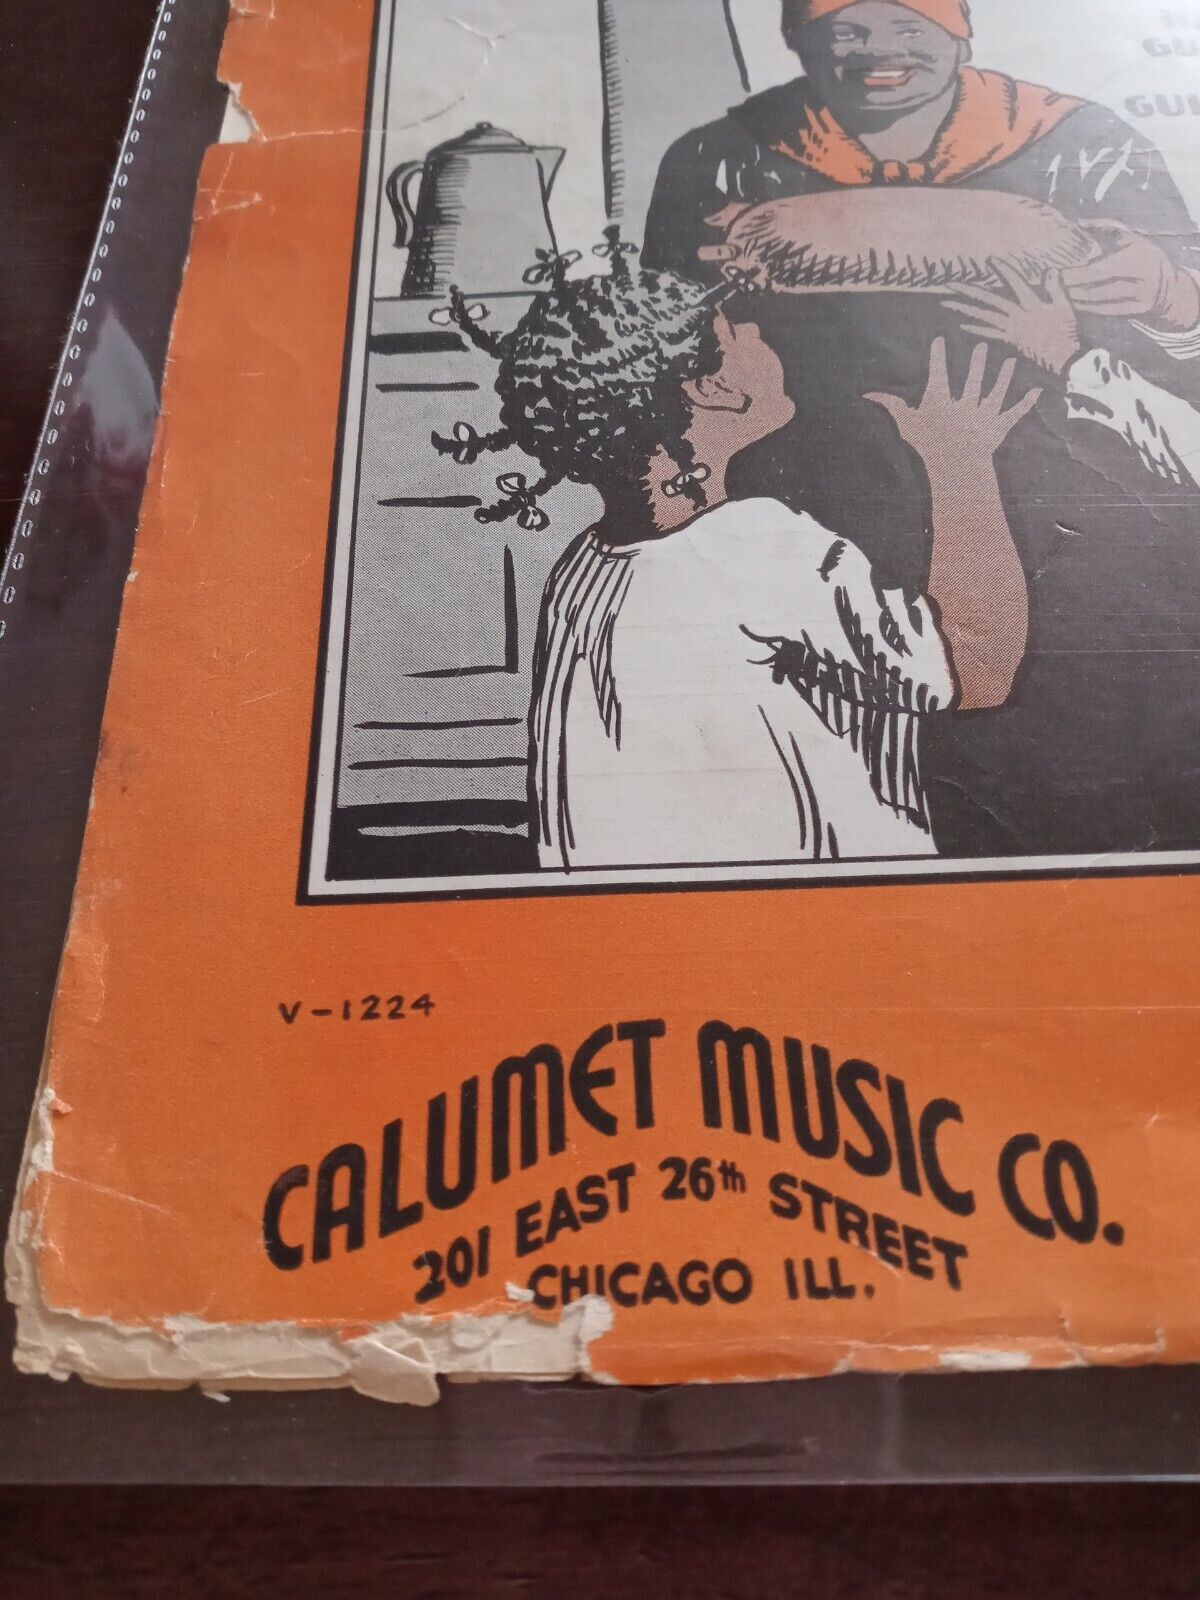 V-1224
CALUMET MUSIC CO.
201 EAST 26th STREET
CHICAGO ILL.